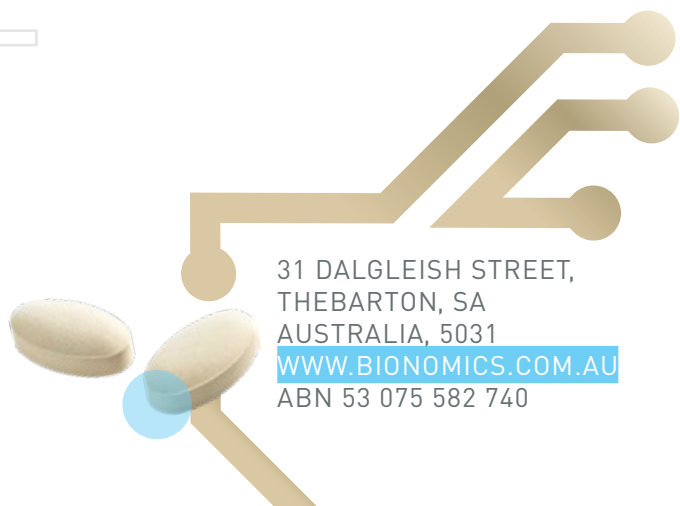 31 DALGLEISH STREET,
THEBARTON, SA
AUSTRALIA, 5031
WWW.BIONOMICS.COM.AU
ABN 53 075 582 740